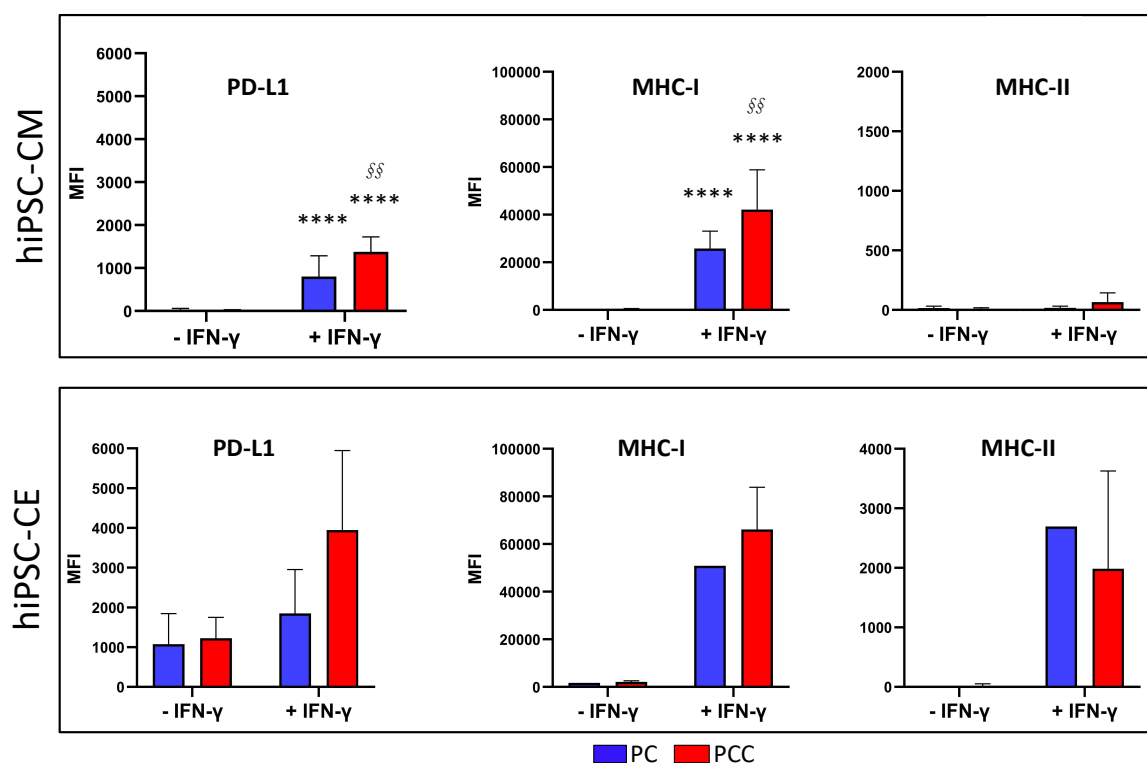 hiPSC-CM
PD-L1
MFI
6000
5000
4000
3000
2000
1000
0
****
§§
****
- IFN-γ
+ IFN-γ
MHC-I
MFI
100000
80000
60000
40000
20000
0
****
§§
****
- IFN-γ
+ IFN-γ
MHC-II
2000
1500
1000
500
0
- IFN-γ
+ IFN-γ
hiPSC-CE
PD-L1
MFI
6000
5000
4000
3000
2000
1000
0
- IFN-γ
+ IFN-γ
MHC-I
MFI
100000
80000
60000
40000
20000
0
- IFN-γ
+ IFN-γ
MHC-II
4000
3000
2000
1000
0
- IFN-γ
+ IFN-γ
PC
PCC